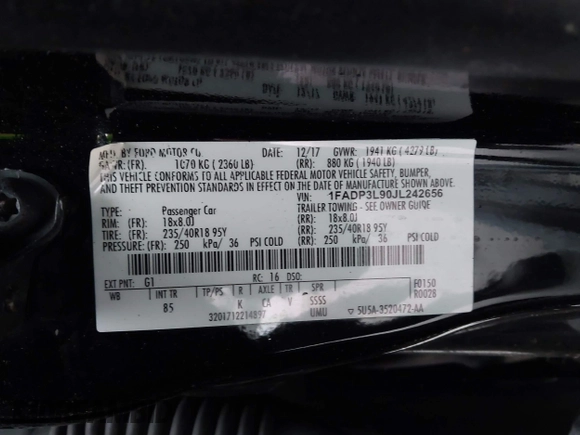 MFD. BY FORD MOTOR CO. DATE: 12/17 GVWR: 1941 KG ( 4279 LB)
GAWR: (FR): 1070 KG ( 2360 LB) (RR): 880 KG ( 1940 LB)
THIS VEHICLE CONFORMS TO ALL APPLICABLE FEDERAL MOTOR VEHICLE SAFETY, BUMPER,
AND THEFT PREVENTION STANDARDS IN EFFECT ON THE DATE OF MANUFACTURE SHOWN ABOVE.
VIN: 1FADP3L90JL242656
TYPE: Passenger Car TRAILER TOWING - SEE OWNER GUIDE
RIM: (FR): 18x8.0J (RR): 18x8.0J
TIRE: (FR): 235/40R18 95Y (RR): 235/40R18 95Y
PRESSURE: (FR): 250 kPa/ 36 PSI COLD (RR): 250 kPa/ 36 PSI COLD
EXT PNT: G1 RC: 16 DSO: F0150
WB INT TR TP/PS R AXLE TR S R0028
85 K CA V SSSS
UMU 5U5A-3520472-AA